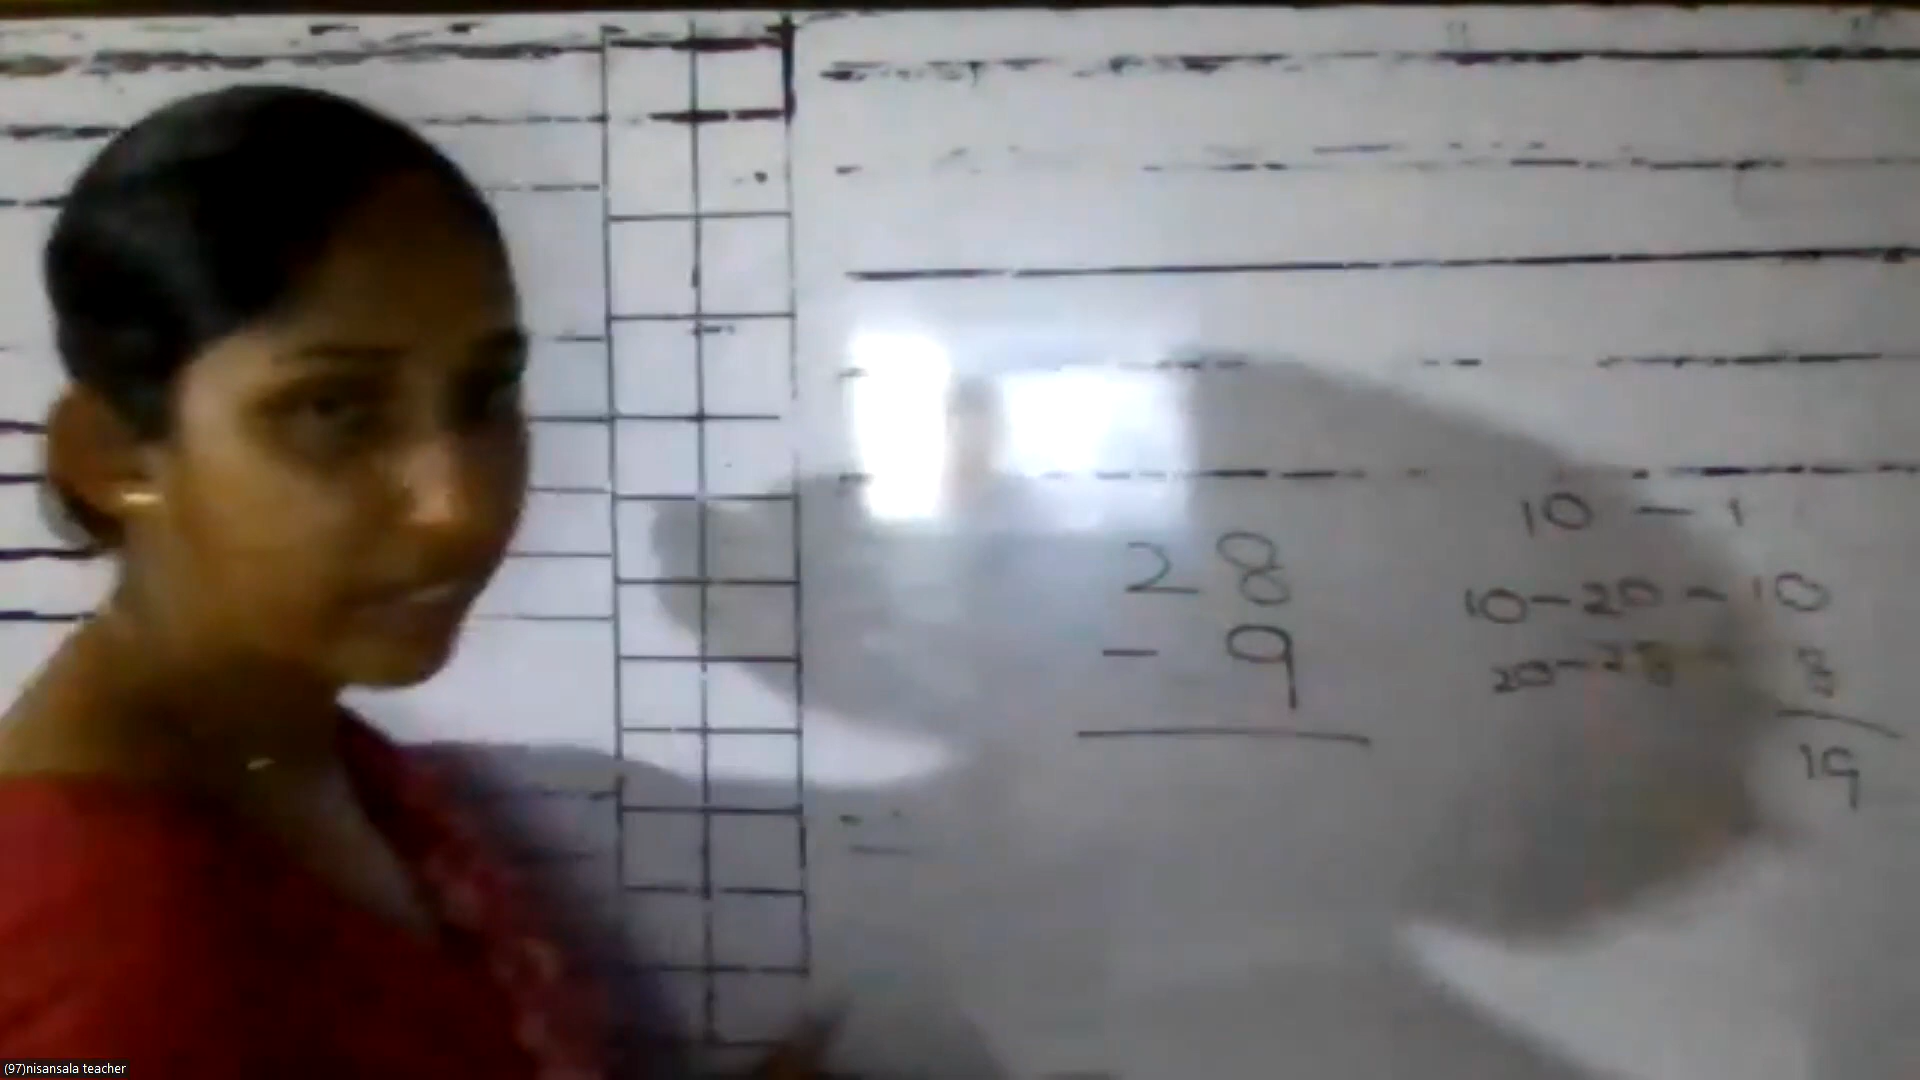 28
- 9
10 - 1
10 - 20 - 10
20 - 28 - 8
19
(97)nisansala teacher